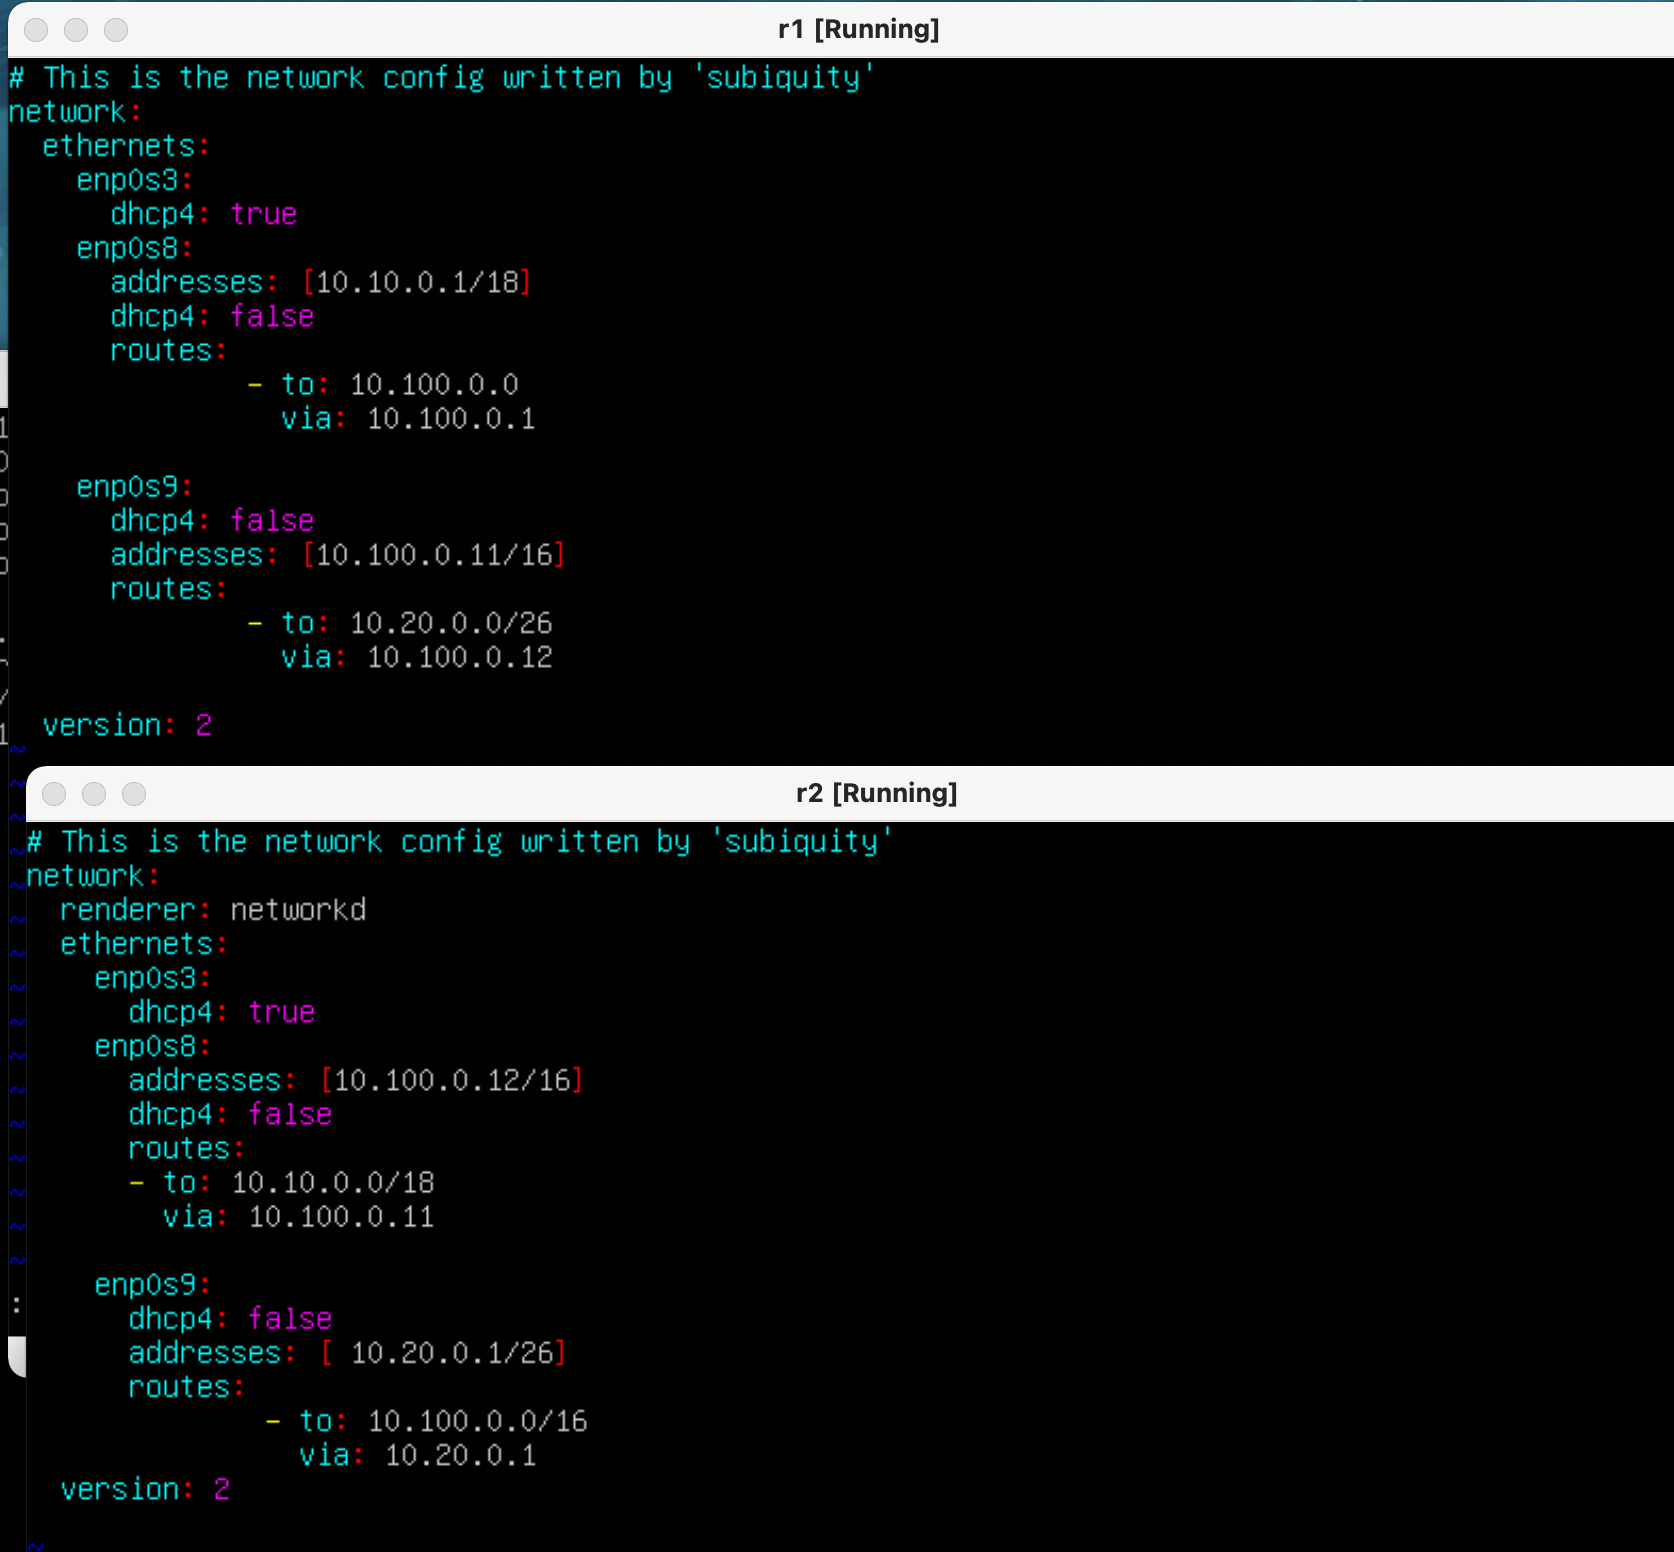 r1 [Running]
# This is the network config written by 'subiquity'
network:
  ethernets:
    enp0s3:
      dhcp4: true
    enp0s8:
      addresses: [10.10.0.1/18]
      dhcp4: false
      routes:
              - to: 10.100.0.0
                via: 10.100.0.1
    enp0s9:
      dhcp4: false
      addresses: [10.100.0.11/16]
      routes:
              - to: 10.20.0.0/26
                via: 10.100.0.12
  version: 2
r2 [Running]
# This is the network config written by 'subiquity'
network:
  renderer: networkd
  ethernets:
    enp0s3:
      dhcp4: true
    enp0s8:
      addresses: [10.100.0.12/16]
      dhcp4: false
      routes:
      - to: 10.10.0.0/18
        via: 10.100.0.11
    enp0s9:
      dhcp4: false
      addresses: [ 10.20.0.1/26]
      routes:
              - to: 10.100.0.0/16
                via: 10.20.0.1
  version: 2
~